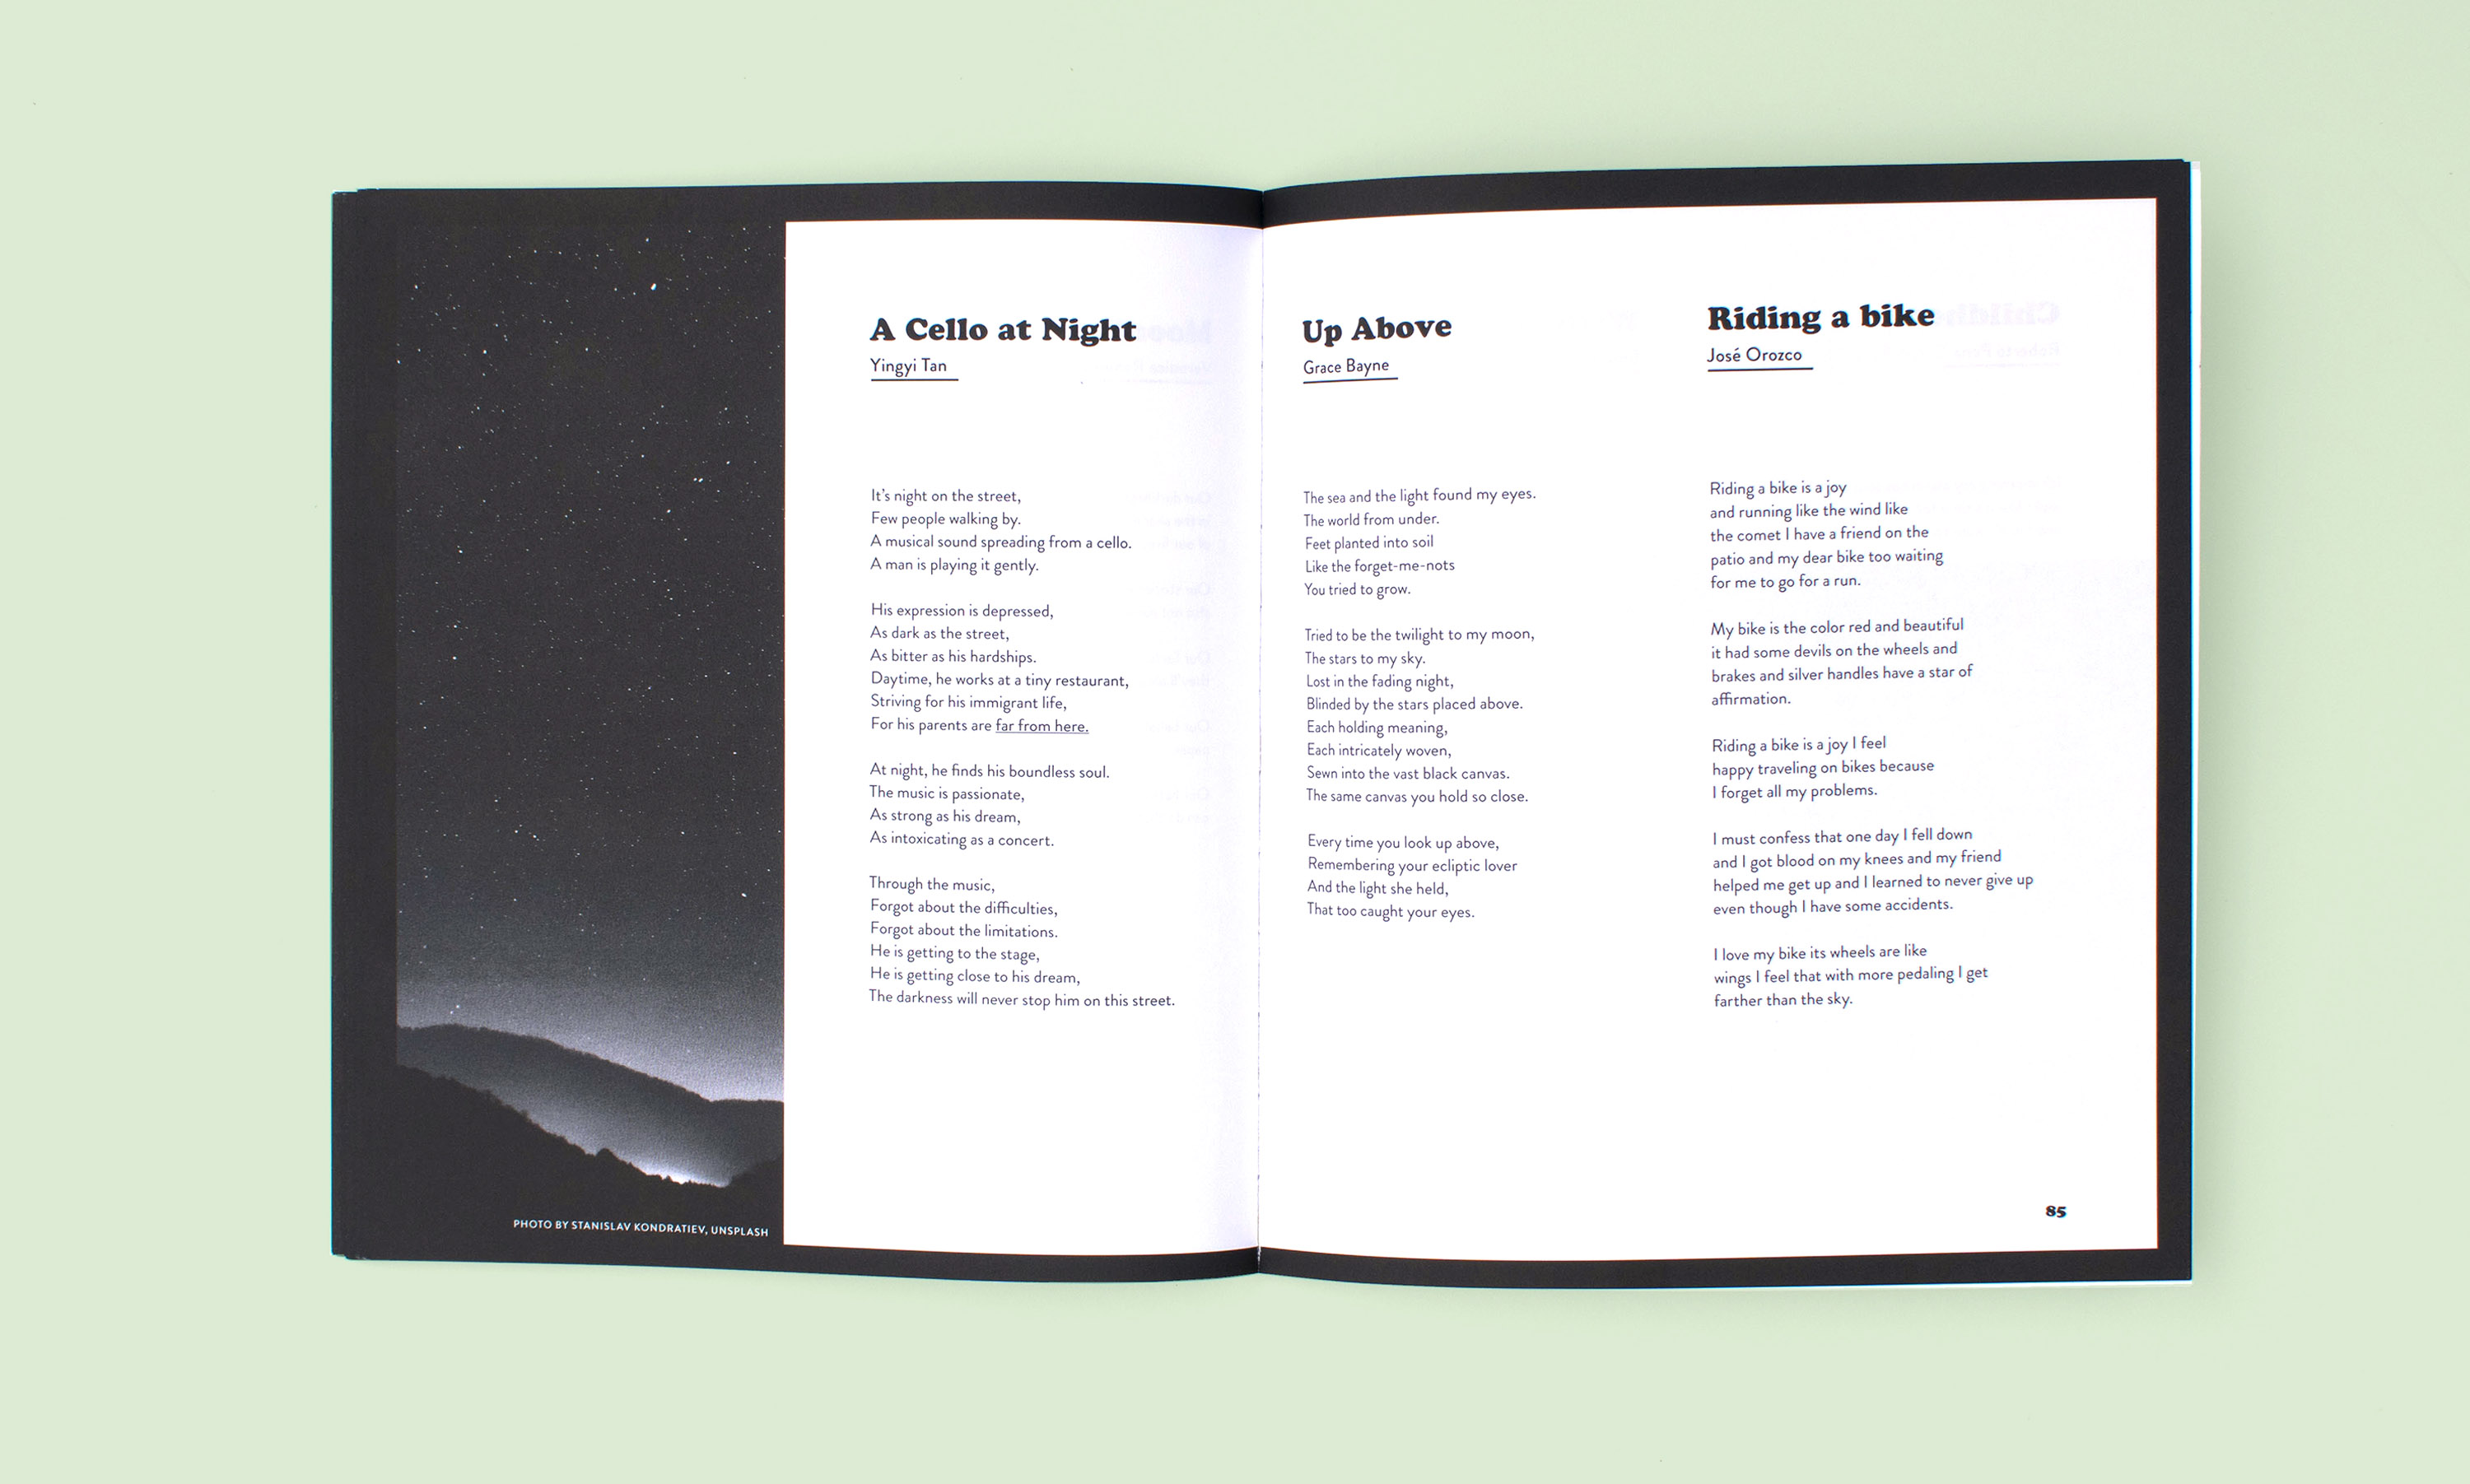 A Cello at Night
Yingyi Tan
It's night on the street,
Few people walking by.
A musical sound spreading from a cello.
A man is playing it gently.
His expression is depressed,
As dark as the street,
As bitter as his hardships.
Daytime, he works at a tiny restaurant,
Striving for his immigrant life,
For his parents are far from here.
At night, he finds his boundless soul.
The music is passionate,
As strong as his dream,
As intoxicating as a concert.
Through the music,
Forgot about the difficulties,
Forgot about the limitations.
He is getting to the stage,
He is getting close to his dream,
The darkness will never stop him on this street.
PHOTO BY STANISLAV KONDRATIEV, UNSPLASH
Up Above
Grace Bayne
The sea and the light found my eyes.
The world from under.
Feet planted into soil
Like the forget-me-nots
You tried to grow.
Tried to be the twilight to my moon,
The stars to my sky.
Lost in the fading night,
Blinded by the stars placed above.
Each holding meaning,
Each intricately woven,
Sewn into the vast black canvas.
The same canvas you hold so close.
Every time you look up above,
Remembering your ecliptic lover
And the light she held,
That too caught your eyes.
Riding a bike
José Orozco
Riding a bike is a joy
and running like the wind like
the comet I have a friend on the
patio and my dear bike too waiting
for me to go for a run.
My bike is the color red and beautiful
it had some devils on the wheels and
brakes and silver handles have a star of
affirmation.
Riding a bike is a joy I feel
happy traveling on bikes because
I forget all my problems.
I must confess that one day I fell down
and I got blood on my knees and my friend
helped me get up and I learned to never give up
even though I have some accidents.
I love my bike its wheels are like
wings I feel that with more pedaling I get
farther than the sky.
85